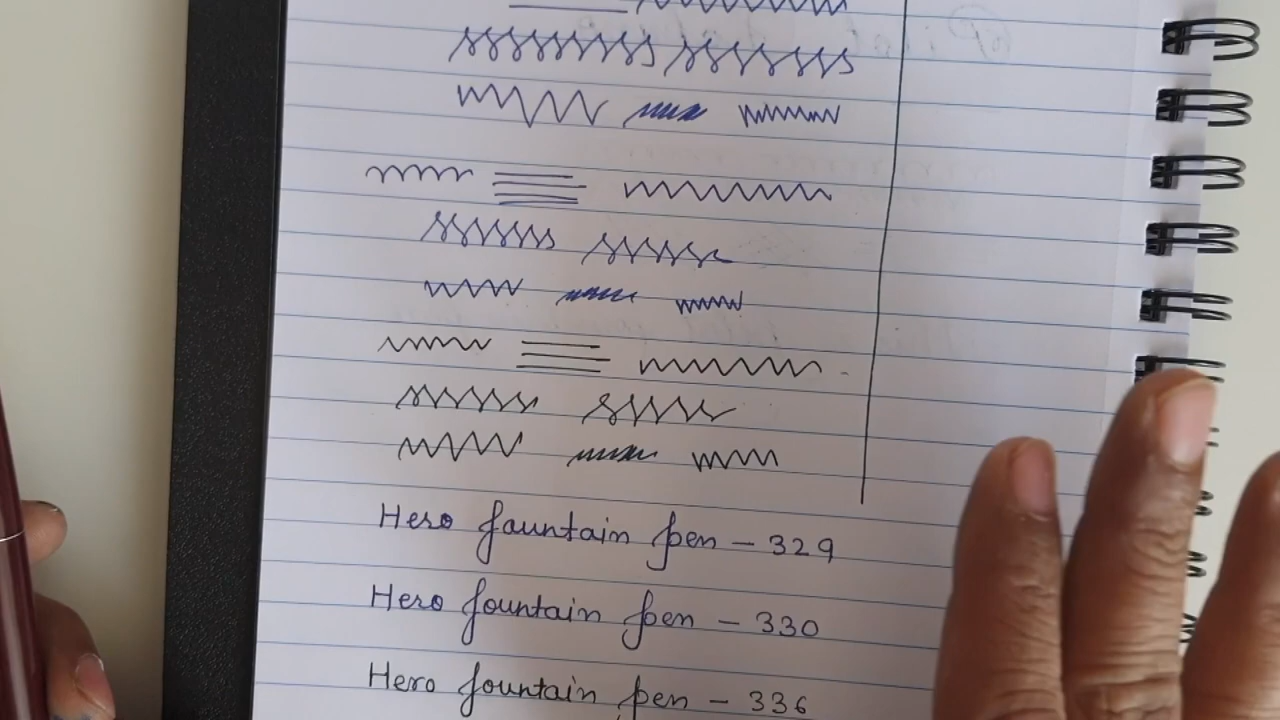 Hero fountain pen - 329
Hero fountain pen - 330
Hero fountain pen - 336